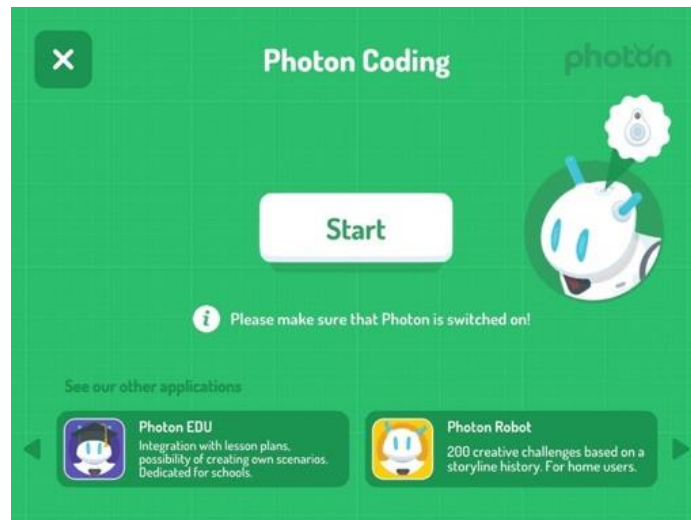 Photon Coding
photon
Start
Please make sure that Photon is switched on!
See our other applications
Photon EDU
Integration with lesson plans,
possibility of creating own scenarios.
Dedicated for schools.
Photon Robot
200 creative challenges based on a
storyline history. For home users.